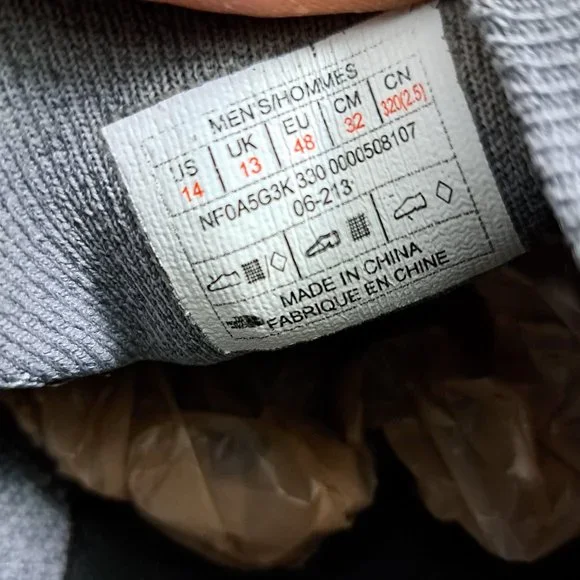 MEN'S/HOMMES
US UK EU CM CN
14 13 48 32 320(2.5)
NF0A5G3K 330 0000508107
06-213
MADE IN CHINA
FABRIQUE EN CHINE